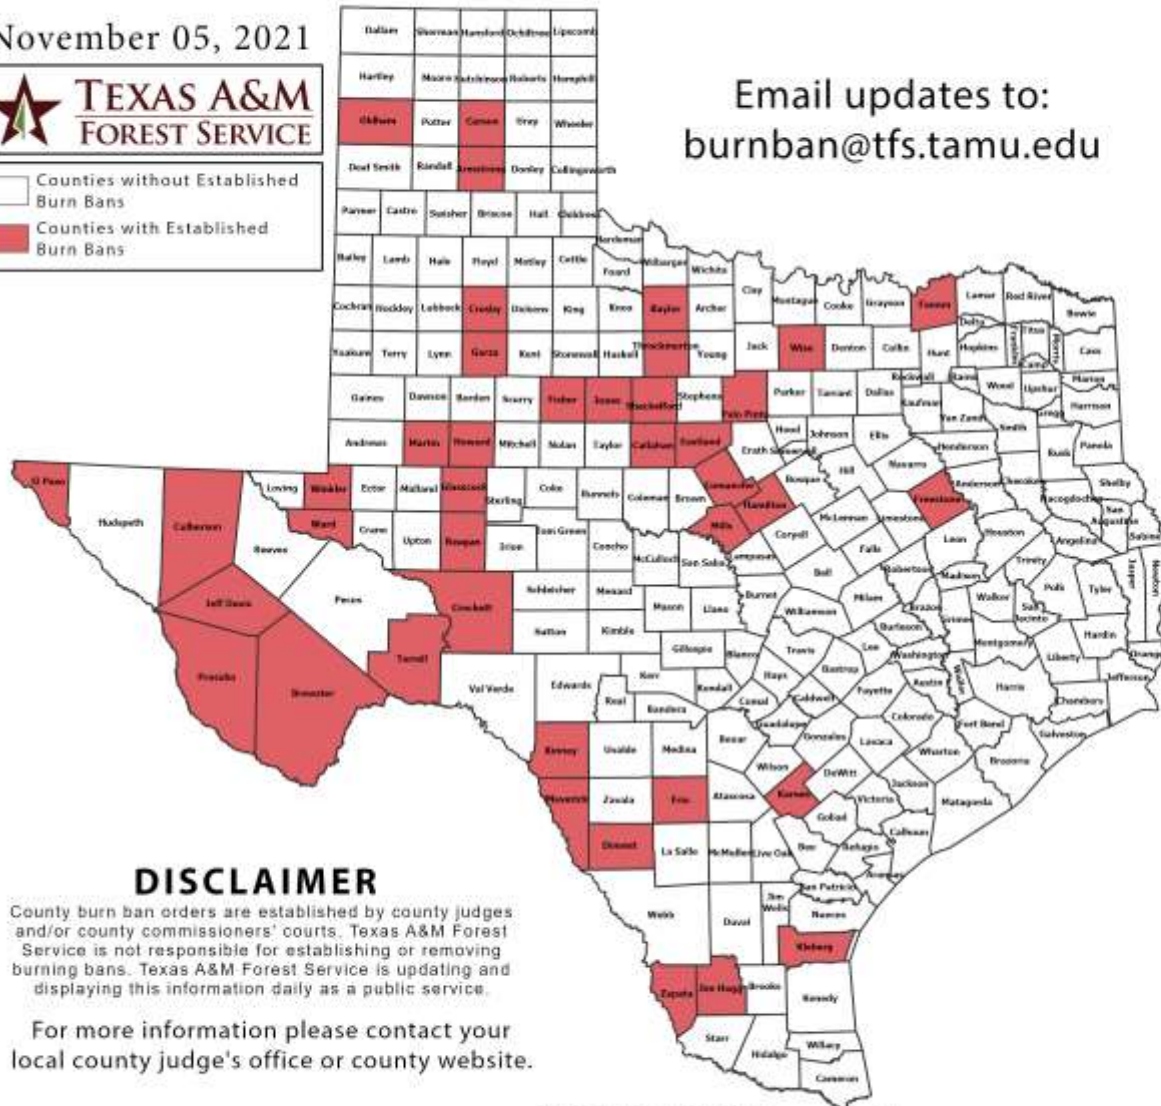 November 05, 2021
TEXAS A&M
FOREST SERVICE
Counties without Established
Burn Bans
Counties with Established
Burn Bans
Email updates to:
burnban@tfs.tamu.edu
Dallam Sherman Hansford Ochiltree Lipscomb
Hartley Moore Hutchinson Roberts Hemphill
Oldham Potter Carson Gray Wheeler
Deaf Smith Randall Armstrong Donley Collingsworth
Parmer Castro Swisher Briscoe Hall Childress
Hardeman
Bailey Lamb Hale Floyd Motley Cottle Foard Wilbarger Wichita
Clay Montague Cooke Grayson Fannin Lamar Red River Bowie
Cochran Hockley Lubbock Crosby Dickens King Knox Baylor Archer
Delta Titus Franklin Morris
Yoakum Terry Lynn Garza Kent Stonewall Haskell Throckmorton Young Jack Wise Denton Collin Hunt Hopkins Cass
Camp
Rockwall Rains Wood Upshur Marion
Gaines Dawson Borden Scurry Fisher Jones Shackelford Stephens Palo Pinto Parker Tarrant Dallas Kaufman Van Zandt Gregg Harrison
Smith
Andrews Martin Howard Mitchell Nolan Taylor Callahan Eastland Erath Somervell Hood Johnson Ellis Henderson Rusk Panola
El Paso Hudspeth Culberson Reeves Loving Winkler Ector Midland Glasscock Sterling Coke Runnels Coleman Brown Comanche Hamilton Bosque Hill Navarro Freestone Anderson Cherokee Nacogdoches Shelby
San Augustine Sabine
Ward Crane Upton Reagan Irion Tom Green Concho McCulloch San Saba Mills Lampasas Coryell McLennan Limestone Leon Houston Angelina
Falls Bell Robertson Madison Trinity Polk Tyler Jasper Newton
Jeff Davis Pecos Crockett Schleicher Menard Mason Llano Burnet Williamson Milam Brazos Grimes Walker San Jacinto Hardin
Sutton Kimble Gillespie Blanco Travis Lee Burleson Washington Montgomery Liberty Orange
Presidio Brewster Terrell Val Verde Edwards Real Kerr Kendall Bandera Hays Comal Caldwell Bastrop Fayette Austin Waller Harris Jefferson Chambers
Guadalupe Gonzales Colorado Fort Bend Galveston
Kinney Uvalde Medina Bexar Wilson Lavaca Wharton Brazoria
Maverick Zavala Frio Atascosa Karnes DeWitt Victoria Jackson Matagorda
Goliad Calhoun
Dimmit La Salle McMullen Live Oak Bee Refugio
Aransas
San Patricio
Webb Duval Jim Wells Nueces
Kleberg
Zapata Jim Hogg Brooks Kenedy
Starr Hidalgo Willacy
Cameron
DISCLAIMER
County burn ban orders are established by county judges
and/or county commissioners' courts. Texas A&M Forest
Service is not responsible for establishing or removing
burning bans. Texas A&M Forest Service is updating and
displaying this information daily as a public service.
For more information please contact your
local county judge's office or county website.